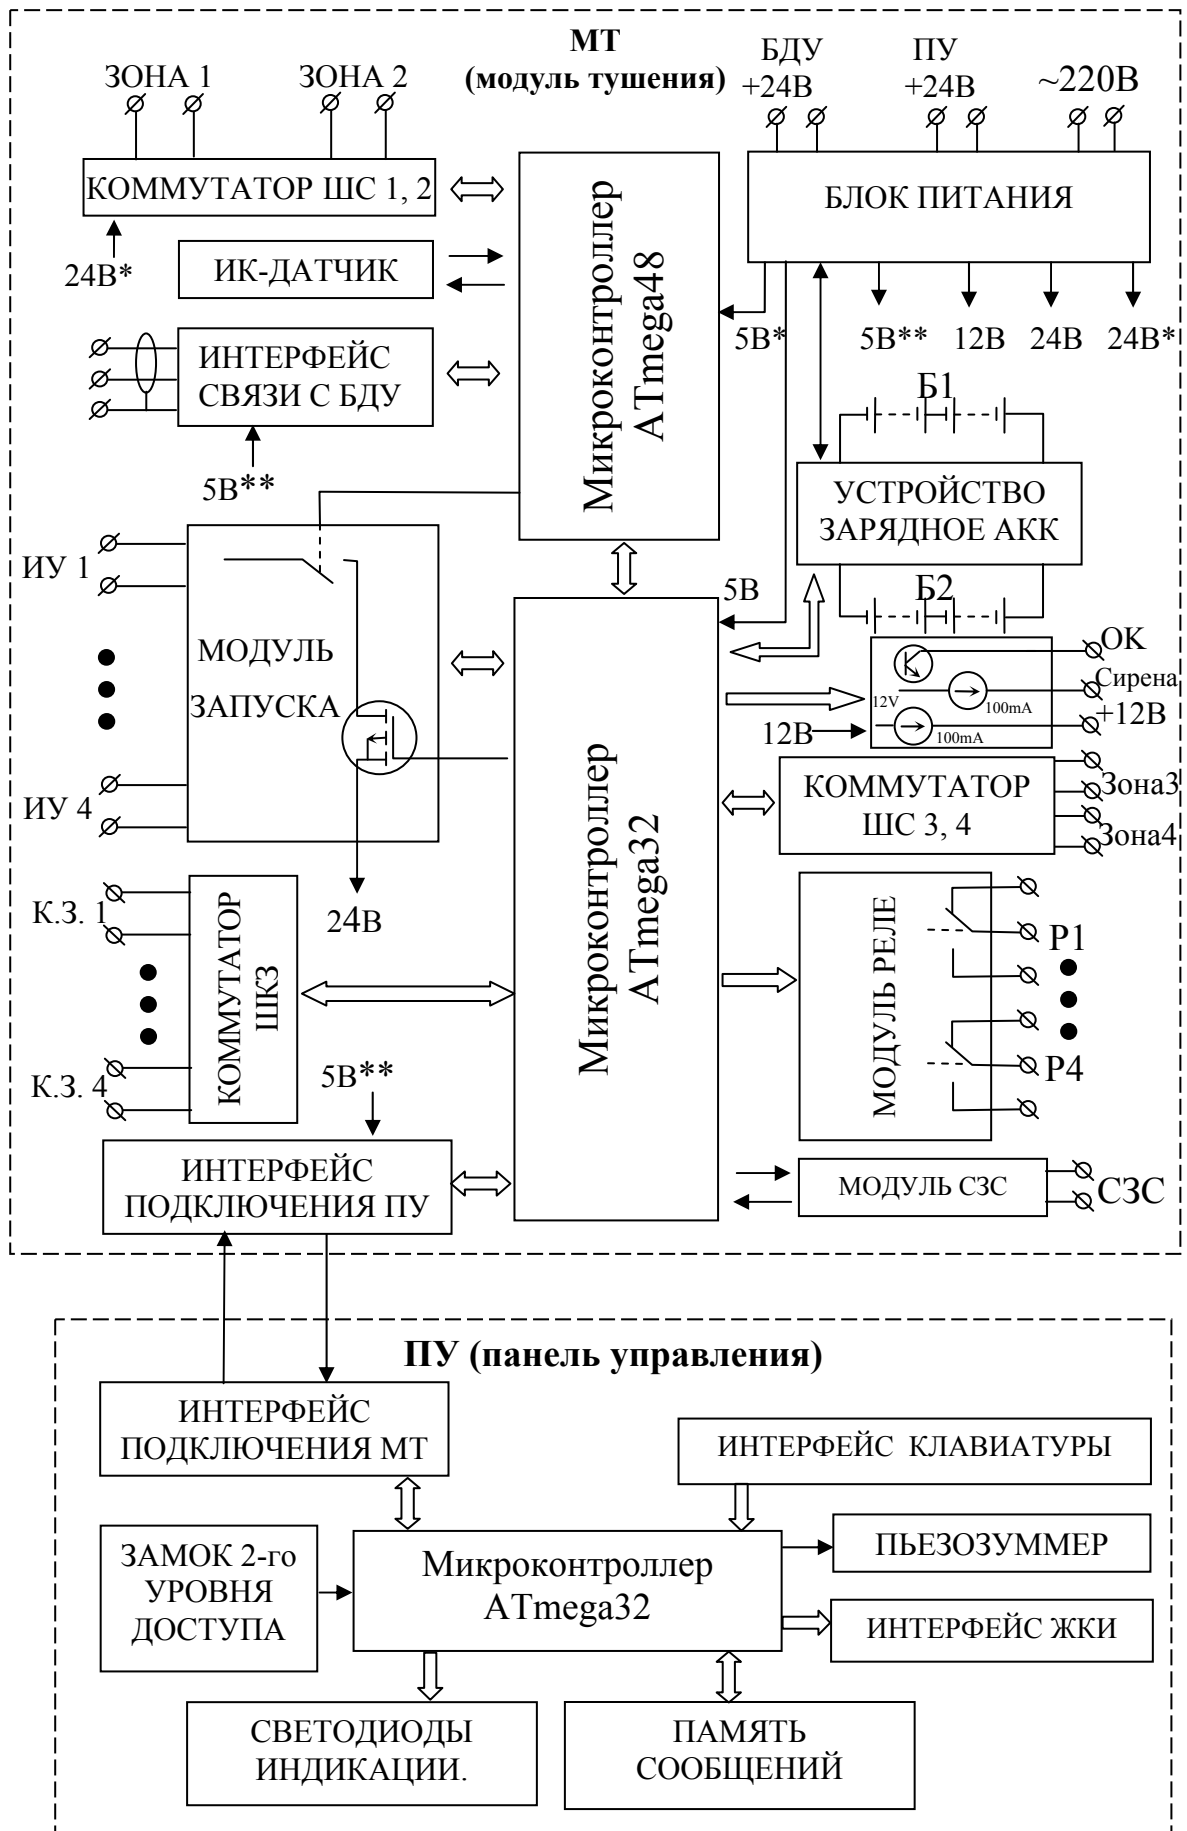 МТ
(модуль тушения)
ЗОНА 1
ЗОНА 2
БДУ
+24В
ПУ
+24В
~220В
КОММУТАТОР ШС 1, 2
24В*
ИК-ДАТЧИК
ИНТЕРФЕЙС
СВЯЗИ С БДУ
5В**
Микроконтроллер
ATmega48
БЛОК ПИТАНИЯ
5В*
5В**
12В
24В
24В*
Б1
УСТРОЙСТВО
ЗАРЯДНОЕ АКК
Б2
ИУ 1
МОДУЛЬ
ЗАПУСКА
ИУ 4
24В
5В
Микроконтроллер
ATmega32
12В
12V
100mA
100mA
ОК
Сирена
+12В
КОММУТАТОР
ШС 3, 4
Зона3
Зона4
К.З. 1
КОММУТАТОР
ШКЗ
К.З. 4
МОДУЛЬ РЕЛЕ
Р1
Р4
5В**
ИНТЕРФЕЙС
ПОДКЛЮЧЕНИЯ ПУ
МОДУЛЬ СЗС
СЗС
ПУ (панель управления)
ИНТЕРФЕЙС
ПОДКЛЮЧЕНИЯ МТ
ИНТЕРФЕЙС КЛАВИАТУРЫ
ЗАМОК 2-го
УРОВНЯ
ДОСТУПА
Микроконтроллер
ATmega32
ПЬЕЗОЗУММЕР
ИНТЕРФЕЙС ЖКИ
СВЕТОДИОДЫ
ИНДИКАЦИИ.
ПАМЯТЬ
СООБЩЕНИЙ